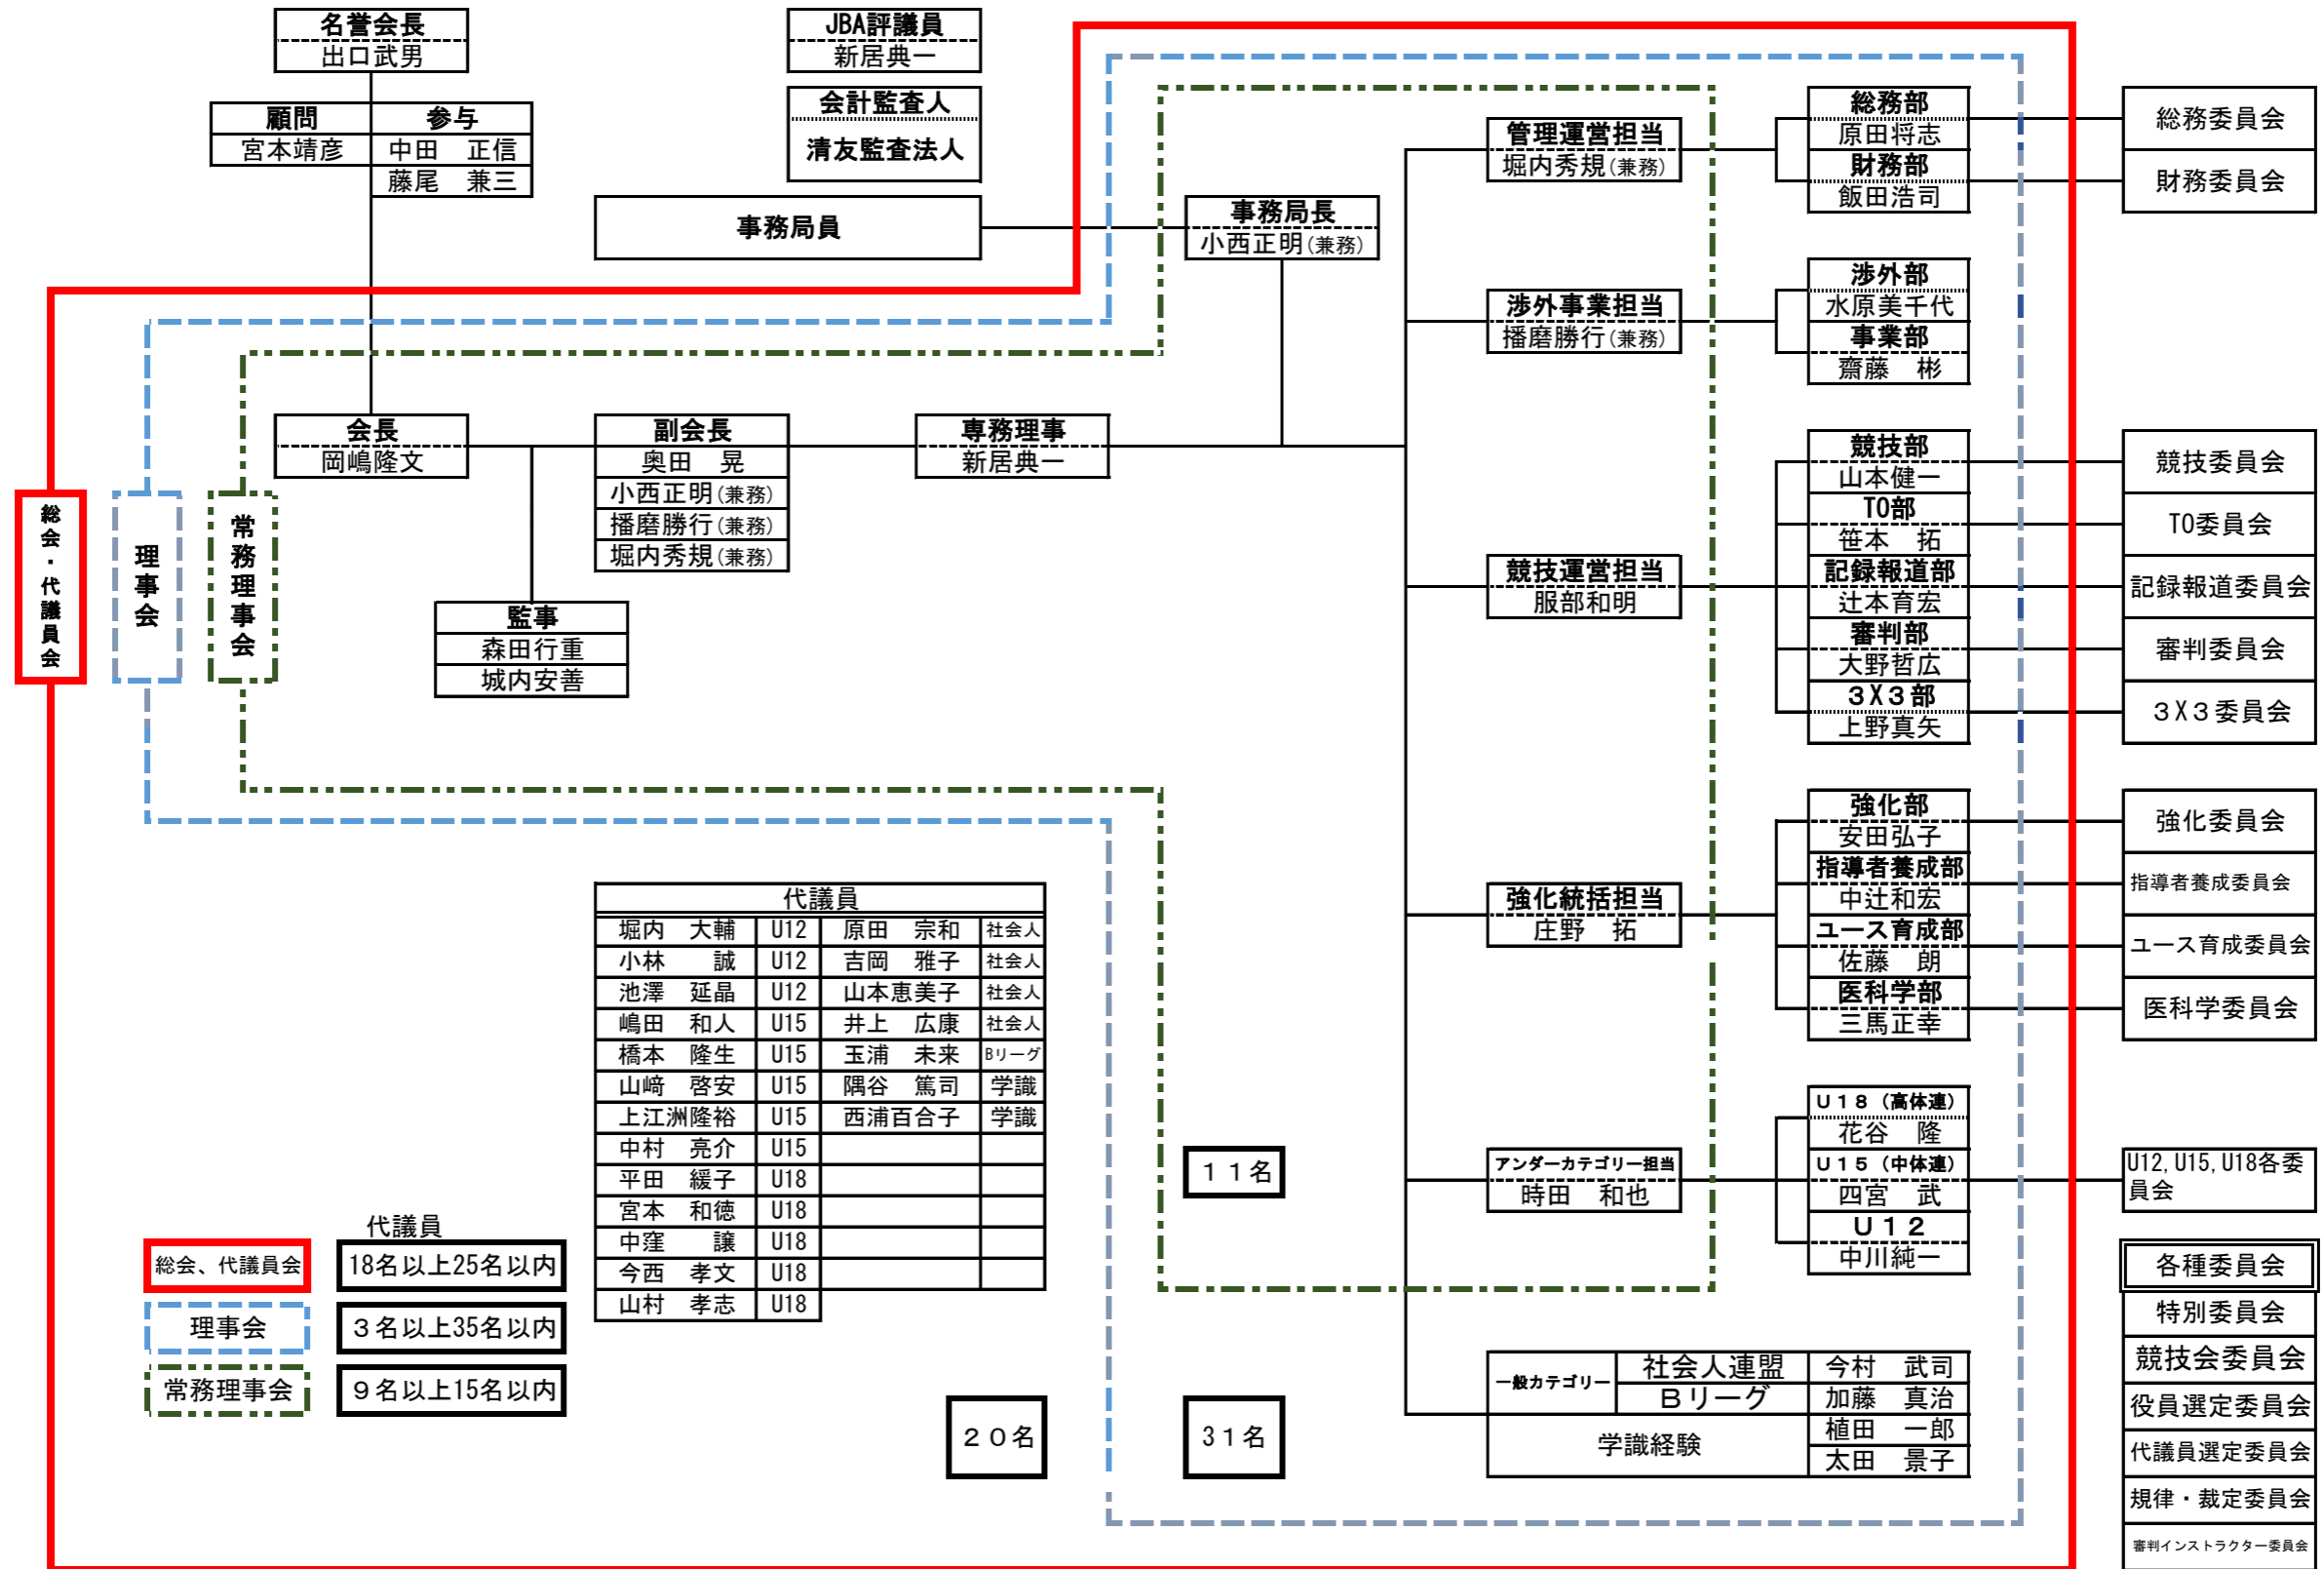 名誉会長
出口武男
JBA評議員
新居典一
顧問
宮本靖彦
参与
中田　正信
藤尾　兼三
会計監査人
清友監査法人
事務局員
事務局長
小西正明(兼務)
会長
岡嶋隆文
副会長
奥田　晃
小西正明(兼務)
播磨勝行(兼務)
堀内秀規(兼務)
専務理事
新居典一
監事
森田行重
城内安善
総会・代議員会
理事会
常務理事会
管理運営担当
堀内秀規(兼務)
総務部
原田将志
財務部
飯田浩司
総務委員会
財務委員会
渉外事業担当
播磨勝行(兼務)
渉外部
水原美千代
事業部
齋藤　彬
競技運営担当
服部和明
競技部
山本健一
TO部
笹本　拓
記録報道部
辻本育宏
審判部
大野哲広
３X３部
上野真矢
競技委員会
TO委員会
記録報道委員会
審判委員会
３X３委員会
強化統括担当
庄野　拓
強化部
安田弘子
指導者養成部
中辻和宏
ユース育成部
佐藤　朗
医科学部
三馬正幸
強化委員会
指導者養成委員会
ユース育成委員会
医科学委員会
アンダーカテゴリー担当
時田　和也
U１８（高体連）
花谷　隆
U１５（中体連）
四宮　武
U１２
中川純一
U12,U15,U18各委
員会
一般カテゴリー
社会人連盟
今村　武司
Bリーグ
加藤　真治
学識経験
植田　一郎
太田　景子
各種委員会
特別委員会
競技会委員会
役員選定委員会
代議員選定委員会
規律・裁定委員会
審判インストラクター委員会
代議員
堀内　大輔 U12 原田　宗和 社会人
小林　　誠 U12 吉岡　雅子 社会人
池澤　延晶 U12 山本恵美子 社会人
嶋田　和人 U15 井上　広康 社会人
橋本　隆生 U15 玉浦　未来 Bリーグ
山﨑　啓安 U15 隅谷　篤司 学識
上江洲隆裕 U15 西浦百合子 学識
中村　亮介 U15
平田　緩子 U18
宮本　和徳 U18
中窪　　譲 U18
今西　孝文 U18
山村　孝志 U18
１１名
２０名
３１名
代議員
総会、代議員会 18名以上25名以内
理事会 ３名以上35名以内
常務理事会 ９名以上15名以内